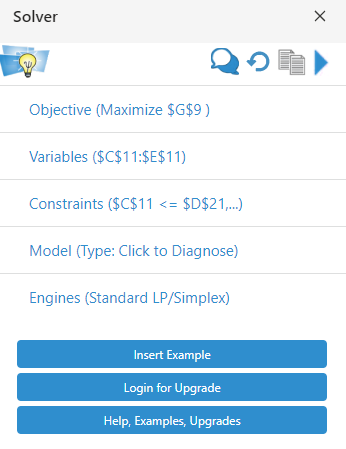 Solver
Objective (Maximize $G$9 )
Variables ($C$11:$E$11)
Constraints ($C$11 <= $D$21,...)
Model (Type: Click to Diagnose)
Engines (Standard LP/Simplex)
Insert Example
Login for Upgrade
Help, Examples, Upgrades